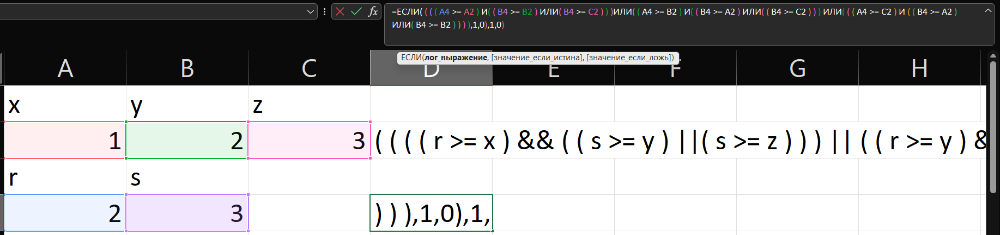 fx =ЕСЛИ( ( ( ( ( A4 >= A2 ) И( ( B4 >= B2 ) ИЛИ( B4 >= C2 ) ) ) )ИЛИ( ( A4 >= B2 ) И( ( B4 >= A2 ) ИЛИ( ( B4 >= C2 ) ) ) ИЛИ( ( ( A4 >= C2 ) И ( ( B4 >= A2 )
ИЛИ( B4 >= B2 ) ) ) ) ),1,0),1,0)
ЕСЛИ(лог_выражение, [значение_если_истина], [значение_если_ложь])
A B C D E F G H
x y z
1 2 3 ( ( ( ( r >= x ) && ( ( s >= y ) ||( s >= z ) ) ) || ( ( r >= y ) &
r s
2 3 ) ) ),1,0),1,